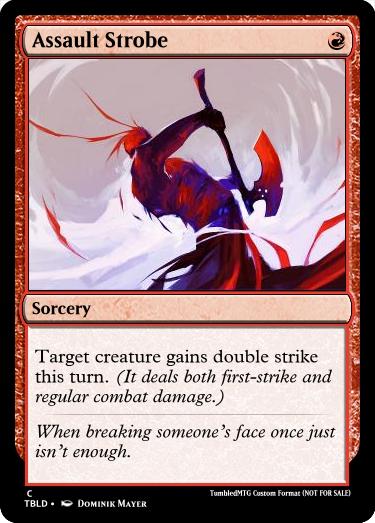 Assault Strobe
Sorcery
Target creature gains double strike
this turn. (It deals both first-strike and
regular combat damage.)
When breaking someone's face once just
isn't enough.
C
TumbledMTG Custom Format (NOT FOR SALE)
TBLD • Dominik Mayer